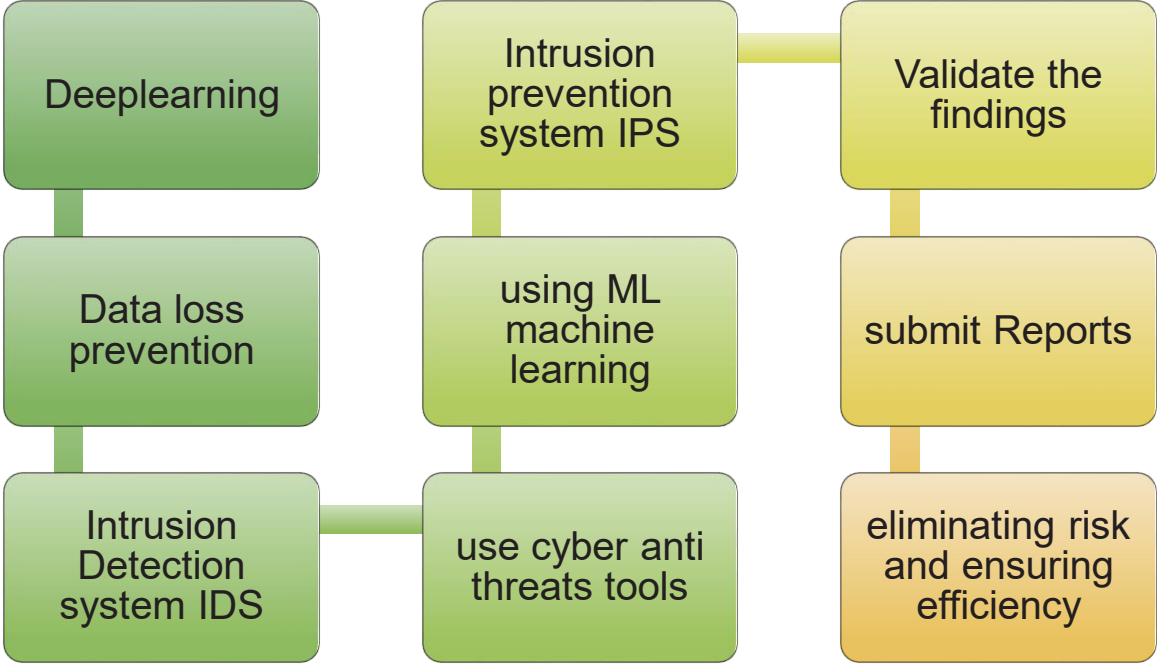 Deeplearning
Data loss
prevention
Intrusion
Detection
system IDS
use cyber anti
threats tools
using ML
machine
learning
Intrusion
prevention
system IPS
Validate the
findings
submit Reports
eliminating risk
and ensuring
efficiency